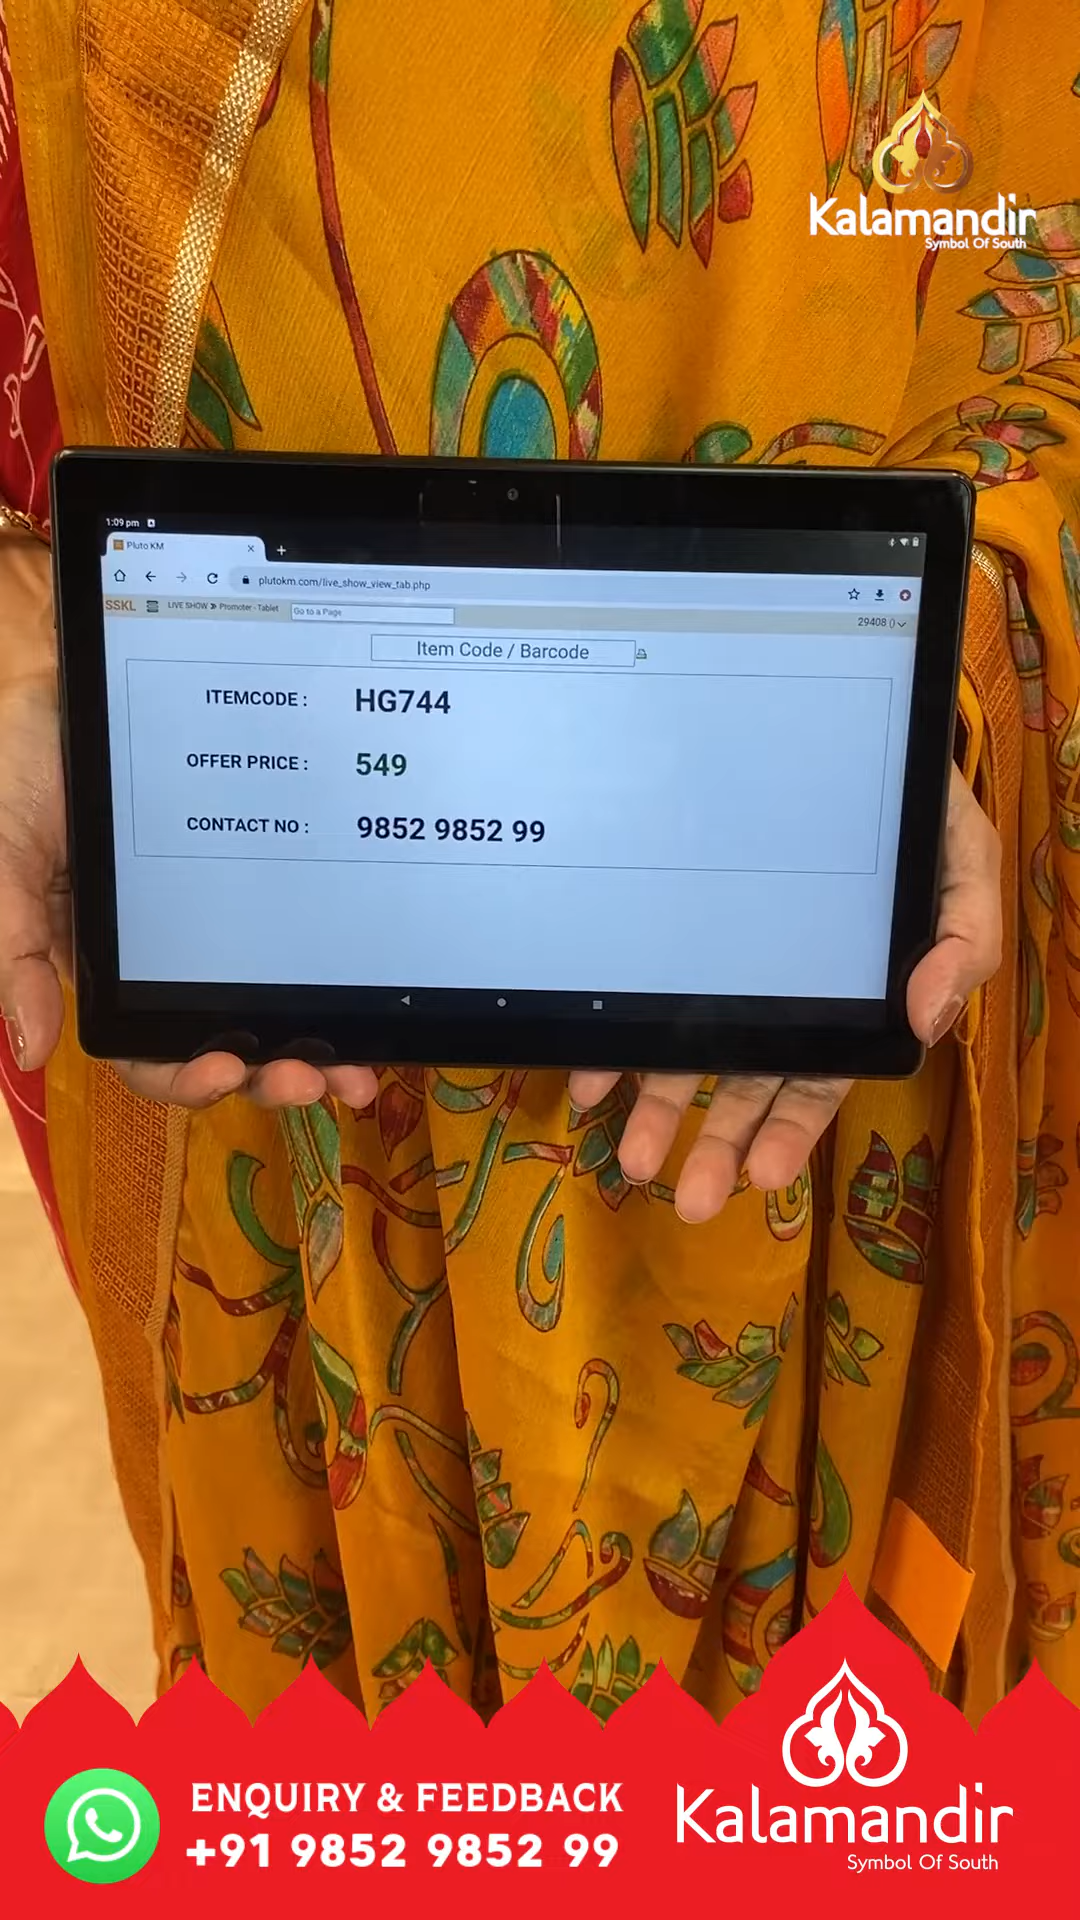 Kalamandir
Symbol Of South
1:09 pm
Pluto KM
plutokm.com/live_show_view_tab.php
SSKL LIVE SHOW Promoter - Tablet Go to a Page 29408 ()
Item Code / Barcode
ITEMCODE : HG744
OFFER PRICE : 549
CONTACT NO : 9852 9852 99
ENQUIRY & FEEDBACK
+91 9852 9852 99
Kalamandir
Symbol Of South